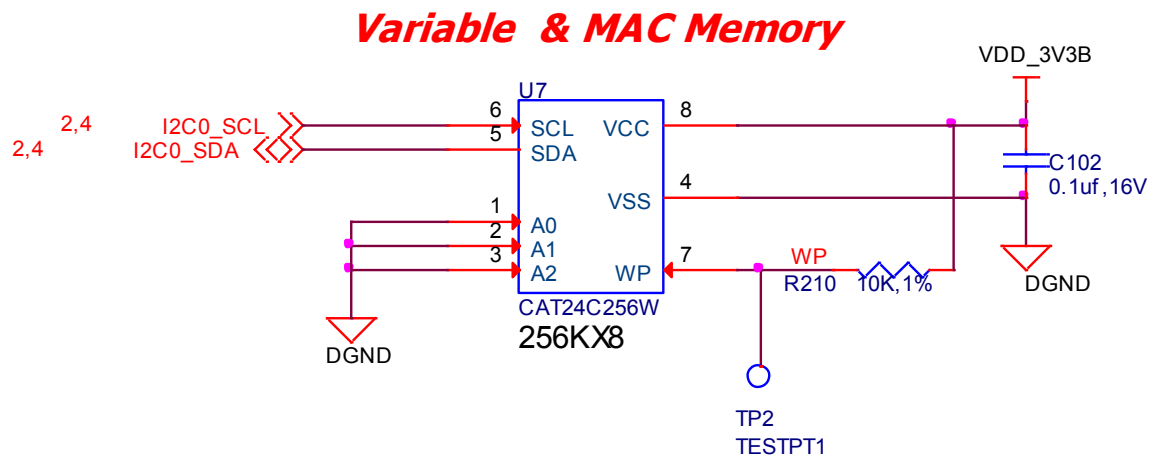 Variable & MAC Memory
VDD_3V3B
U7
2,4 I2C0_SCL 6 SCL VCC 8
2,4 I2C0_SDA 5 SDA
C102
0.1uf,16V
VSS 4
1 A0
2 A1
3 A2 WP 7 WP
R210 10K,1%
DGND
CAT24C256W
256KX8
DGND
TP2
TESTPT1